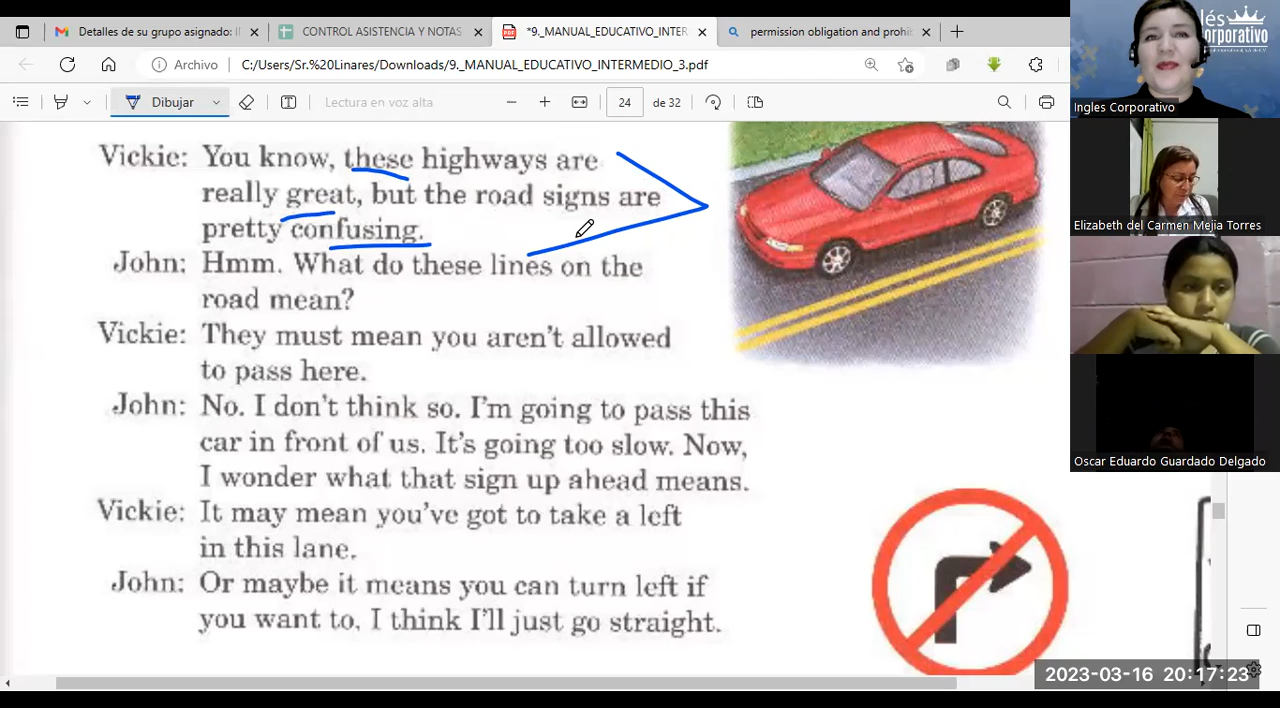 Detalles de su grupo asignado: I
CONTROL ASISTENCIA Y NOTAS
*9._MANUAL_EDUCATIVO_INTER
permission obligation and prohi
Archivo
C:/Users/Sr.%20Linares/Downloads/9._MANUAL_EDUCATIVO_INTERMEDIO_3.pdf
Dibujar
Lectura en voz alta
24 de 32
Vickie: You know, these highways are
really great, but the road signs are
pretty confusing.
John: Hmm. What do these lines on the
road mean?
Vickie: They must mean you aren't allowed
to pass here.
John: No. I don't think so. I'm going to pass this
car in front of us. It's going too slow. Now,
I wonder what that sign up ahead means.
Vickie: It may mean you've got to take a left
in this lane.
John: Or maybe it means you can turn left if
you want to. I think I'll just go straight.
lés
orporativo
Ingles Corporativo
Elizabeth del Carmen Mejia Torres
Oscar Eduardo Guardado Delgado
2023-03-16 20:17:23